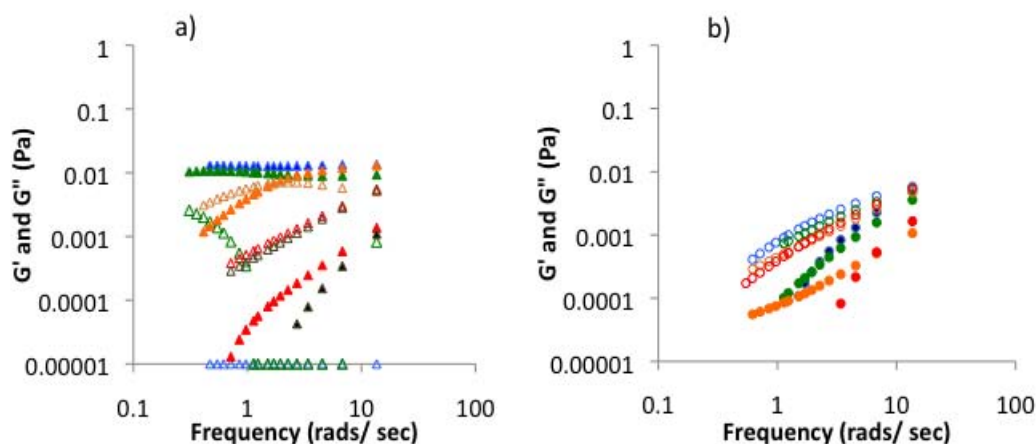 a)
1
0.1
0.01
0.001
0.0001
0.00001
G' and G" (Pa)
0.1 1 10 100
Frequency (rads/ sec)
b)
1
0.1
0.01
0.001
0.0001
0.00001
G' and G" (Pa)
0.1 1 10 100
Frequency (rads/ sec)